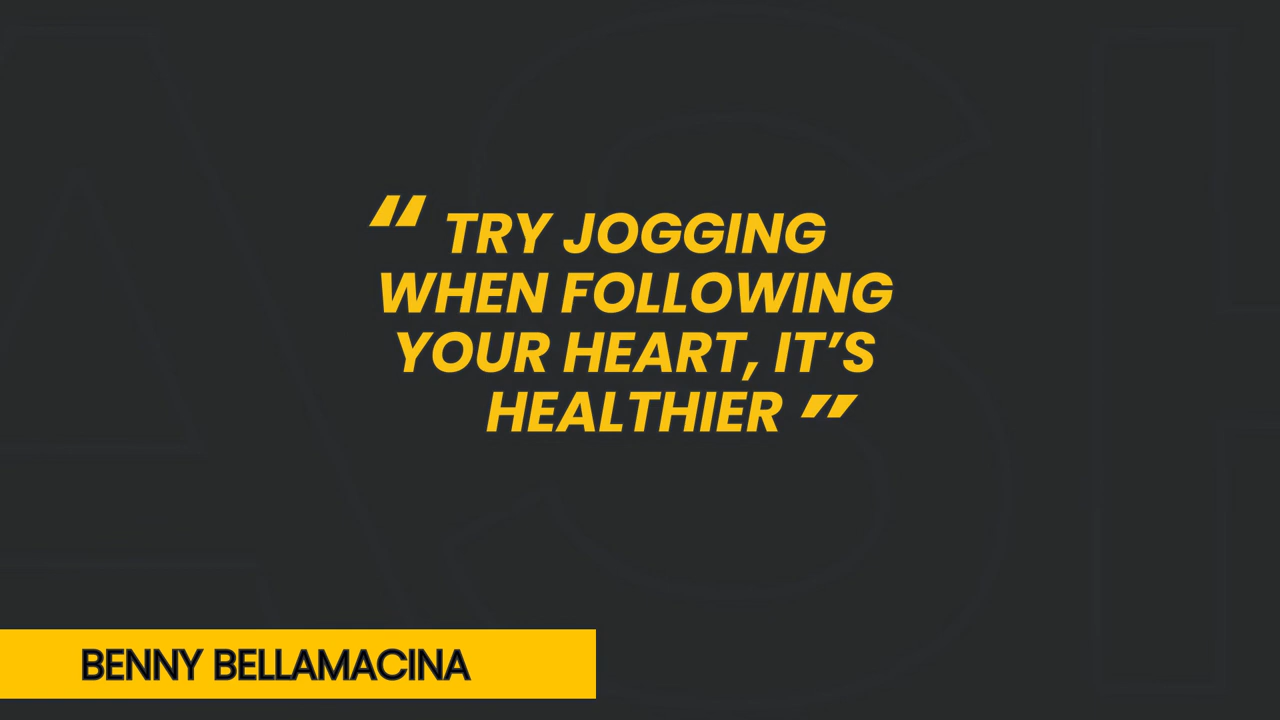 “ TRY JOGGING
WHEN FOLLOWING
YOUR HEART, IT’S
HEALTHIER ”
BENNY BELLAMACINA